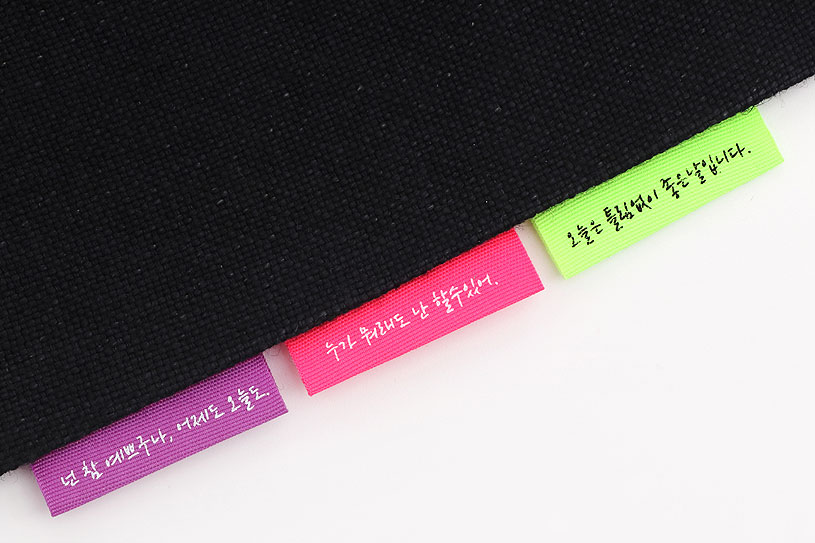 넌 참 예쁘구나, 어제도 오늘도.
누가 뭐래도 난 할수있어.
오늘은 틀림없이 좋은날입니다.